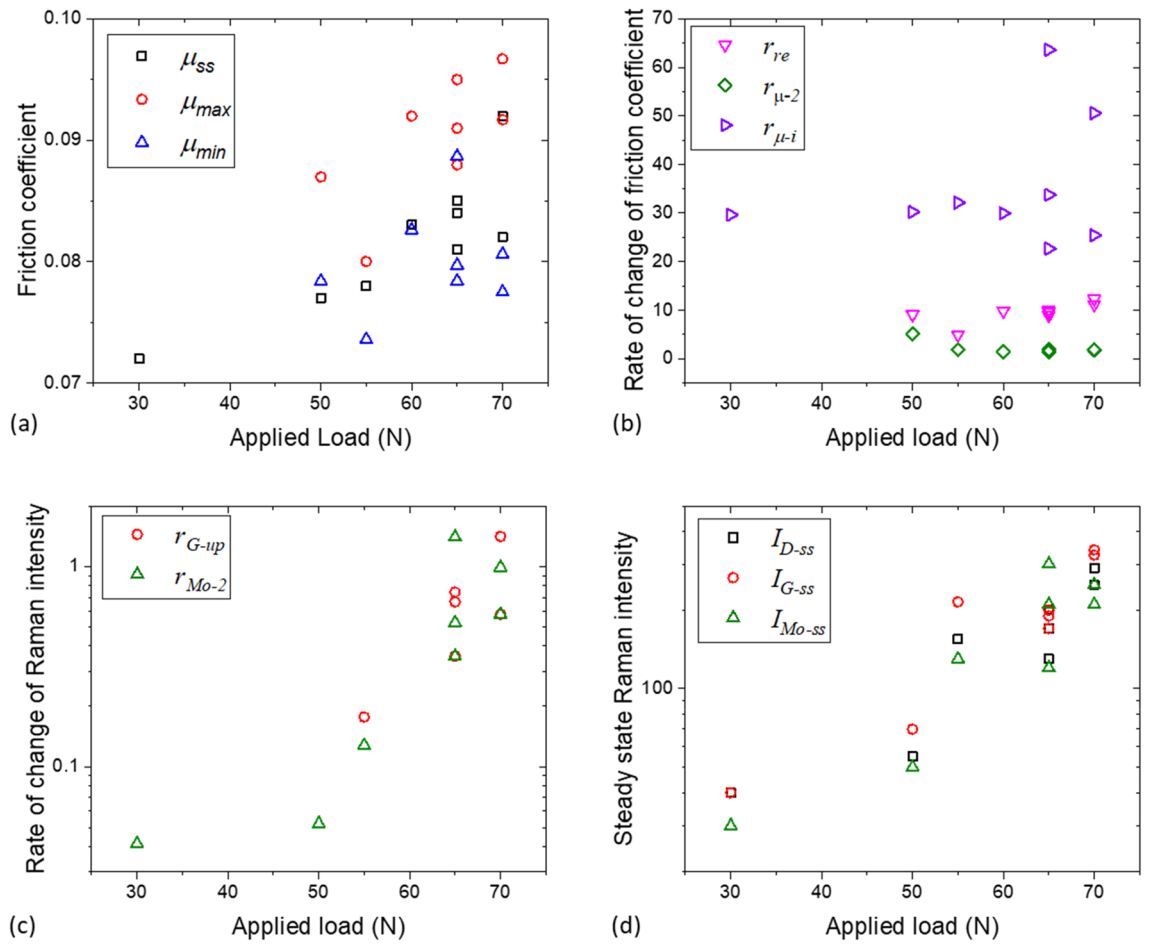 0.10
0.09
0.08
0.07
Friction coefficient
μss
μmax
μmin
30 40 50 60 70
(a)
Applied Load (N)
70
60
50
40
30
20
10
0
Rate of change of friction coefficient
rre
rμ-2
rμ-i
30 40 50 60 70
(b)
Applied load (N)
1
0.1
Rate of change of Raman intensity
rG-up
rMo-2
30 40 50 60 70
(c)
Applied load (N)
100
Steady state Raman intensity
ID-ss
IG-ss
IMo-ss
30 40 50 60 70
(d)
Applied load (N)